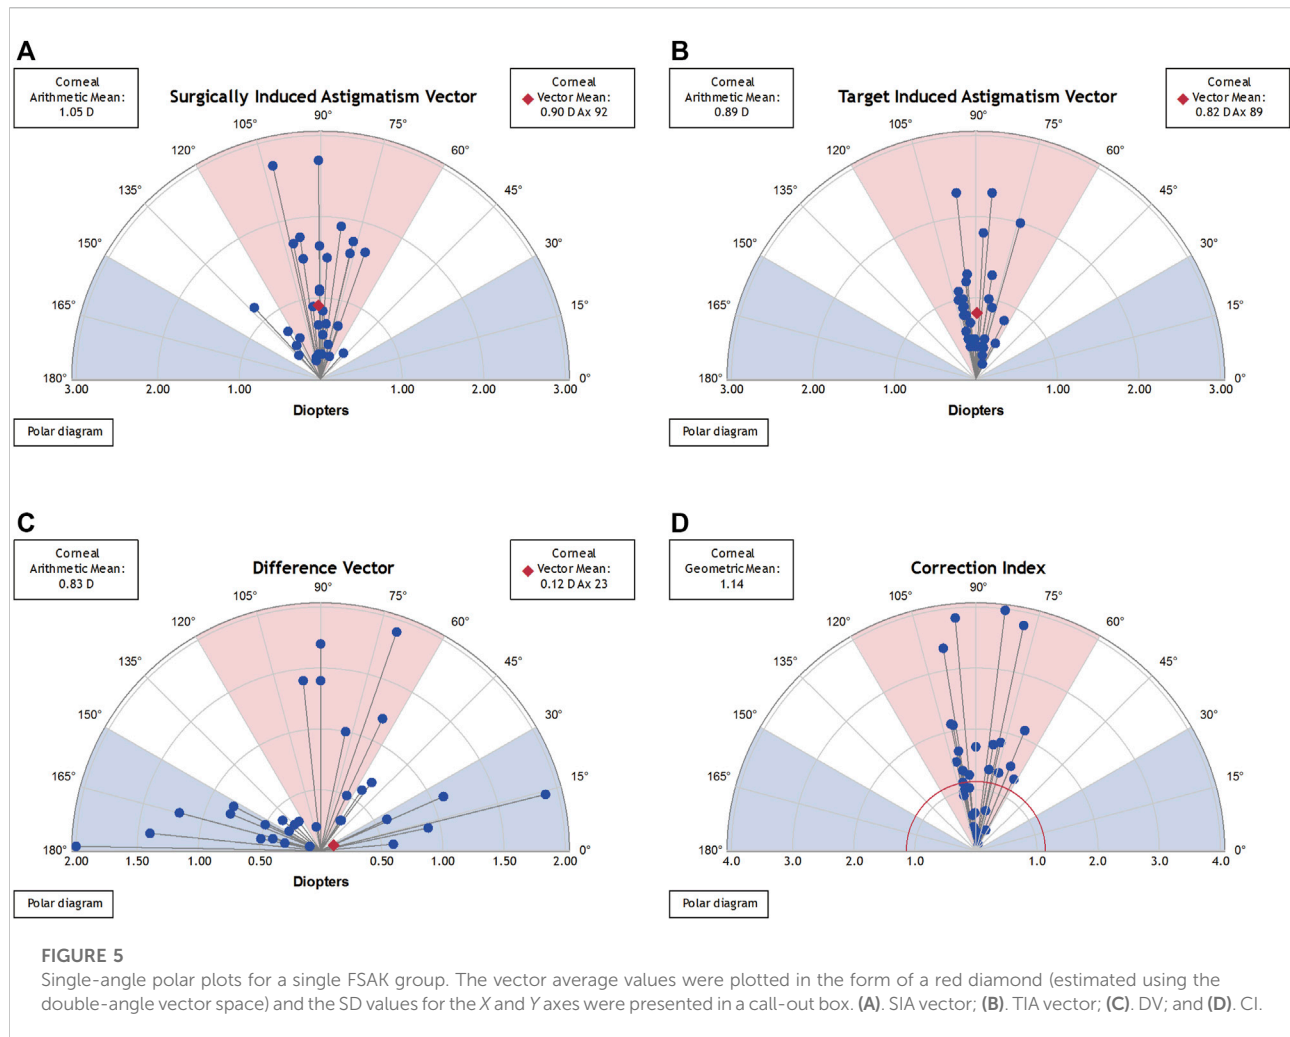 A
Corneal
Arithmetic Mean:
1.05 D
Surgically Induced Astigmatism Vector
Corneal
Vector Mean:
0.90 D Ax 92
90°
105°
75°
120°
60°
135°
45°
150°
30°
165°
15°
180°
0°
3.00
2.00
1.00
1.00
2.00
3.00
Diopters
Polar diagram
B
Corneal
Arithmetic Mean:
0.89 D
Target Induced Astigmatism Vector
Corneal
Vector Mean:
0.82 D Ax 89
90°
105°
75°
120°
60°
135°
45°
150°
30°
165°
15°
180°
0°
3.00
2.00
1.00
1.00
2.00
3.00
Diopters
Polar diagram
C
Corneal
Arithmetic Mean:
0.83 D
Difference Vector
Corneal
Vector Mean:
0.12 D Ax 23
90°
105°
75°
120°
60°
135°
45°
150°
30°
165°
15°
180°
0°
2.00
1.50
1.00
0.50
0.50
1.00
1.50
2.00
Diopters
Polar diagram
D
Corneal
Geometric Mean:
1.14
Correction Index
90°
105°
75°
120°
60°
135°
45°
150°
30°
165°
15°
180°
0°
4.0
3.0
2.0
1.0
1.0
2.0
3.0
4.0
Polar diagram
FIGURE 5
Single-angle polar plots for a single FSAK group. The vector average values were plotted in the form of a red diamond (estimated using the
double-angle vector space) and the SD values for the X and Y axes were presented in a call-out box. (A). SIA vector; (B). TIA vector; (C). DV; and (D). CI.